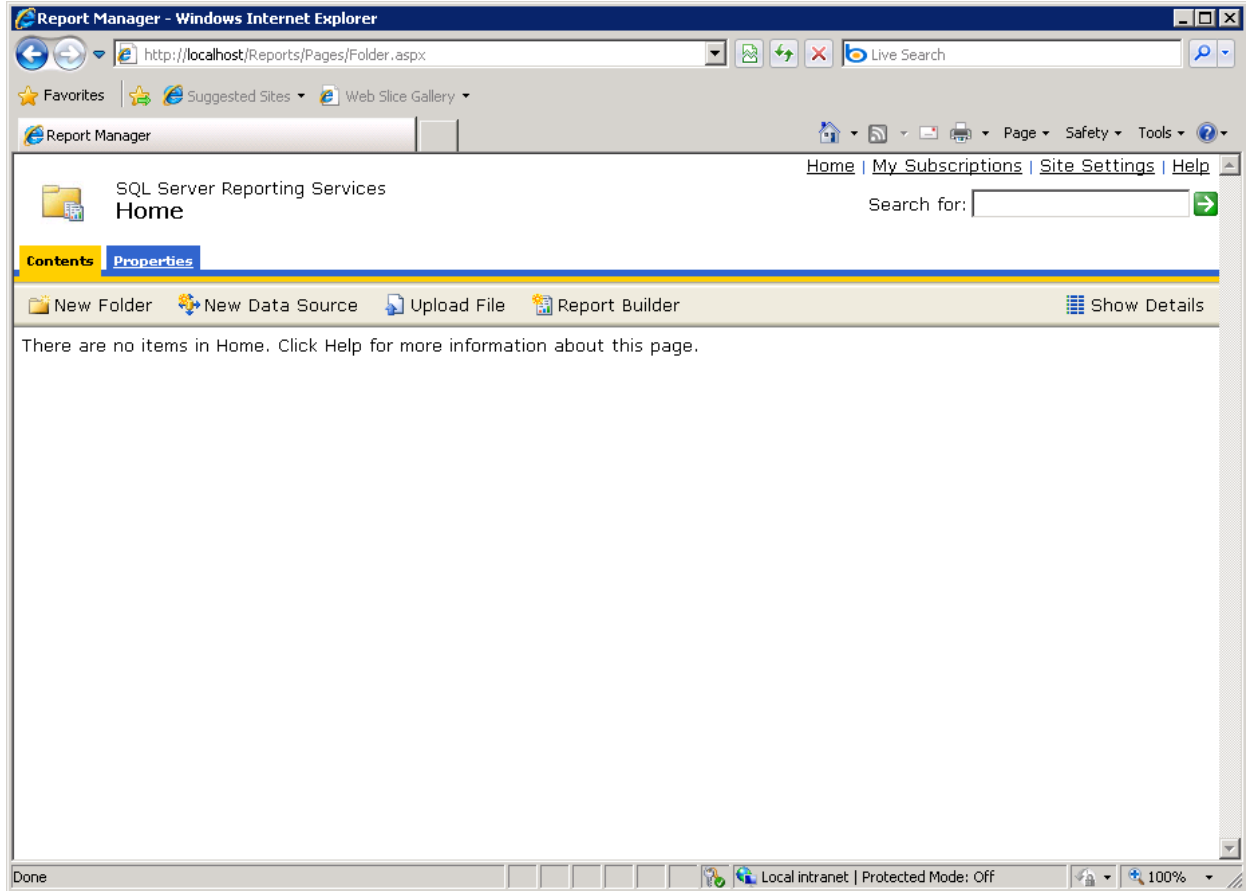 Report Manager - Windows Internet Explorer
http://localhost/Reports/Pages/Folder.aspx
Live Search
Favorites
Suggested Sites
Web Slice Gallery
Report Manager
Page
Safety
Tools
Home | My Subscriptions | Site Settings | Help
SQL Server Reporting Services
Home
Search for:
Contents
Properties
New Folder
New Data Source
Upload File
Report Builder
Show Details
There are no items in Home. Click Help for more information about this page.
Done
Local intranet | Protected Mode: Off
100%